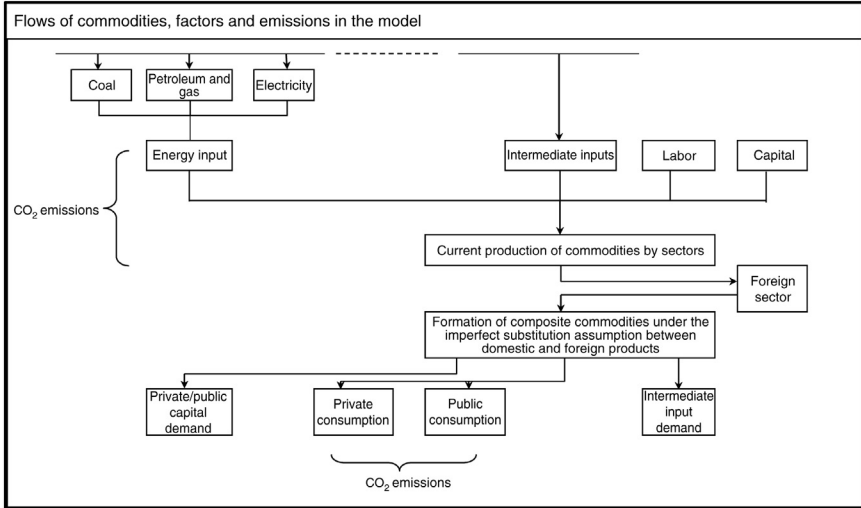 Flows of commodities, factors and emissions in the model
Coal
Petroleum and
gas
Electricity
Energy input
Intermediate inputs
Labor
Capital
CO₂ emissions
Current production of commodities by sectors
Foreign
sector
Formation of composite commodities under the
imperfect substitution assumption between
domestic and foreign products
Private/public
capital
demand
Private
consumption
Public
consumption
Intermediate
input
demand
CO₂ emissions